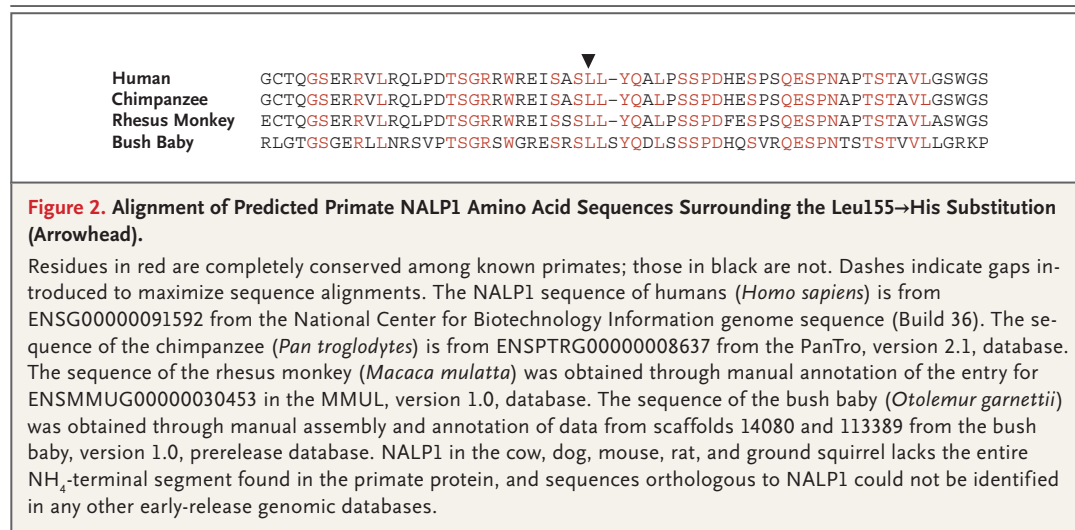 Human GCTQGSERRVLRQLPDTSGRRWREISASLL–YQALPSSPDHESPSQESPNAPTSTAVLGSWGS
Chimpanzee GCTQGSERRVLRQLPDTSGRRWREISASLL–YQALPSSPDHESPSQESPNAPTSTAVLGSWGS
Rhesus Monkey ECTQGSERRVLRQLPDTSGRRWREISSSLL–YQALPSSPDFESPSQESPNAPTSTAVLASWGS
Bush Baby RLGTGSGERLLNRSVPTSGRSWGRESRSLLSYQDLSSSPDHQSVRQESPNTSTSTVVLLGRKP
Figure 2. Alignment of Predicted Primate NALP1 Amino Acid Sequences Surrounding the Leu155→His Substitution
(Arrowhead).
Residues in red are completely conserved among known primates; those in black are not. Dashes indicate gaps in-
troduced to maximize sequence alignments. The NALP1 sequence of humans (Homo sapiens) is from
ENSG00000091592 from the National Center for Biotechnology Information genome sequence (Build 36). The se-
quence of the chimpanzee (Pan troglodytes) is from ENSPTRG00000008637 from the PanTro, version 2.1, database.
The sequence of the rhesus monkey (Macaca mulatta) was obtained through manual annotation of the entry for
ENSMMUG00000030453 in the MMUL, version 1.0, database. The sequence of the bush baby (Otolemur garnettii)
was obtained through manual assembly and annotation of data from scaffolds 14080 and 113389 from the bush
baby, version 1.0, prerelease database. NALP1 in the cow, dog, mouse, rat, and ground squirrel lacks the entire
NH₄-terminal segment found in the primate protein, and sequences orthologous to NALP1 could not be identified
in any other early-release genomic databases.